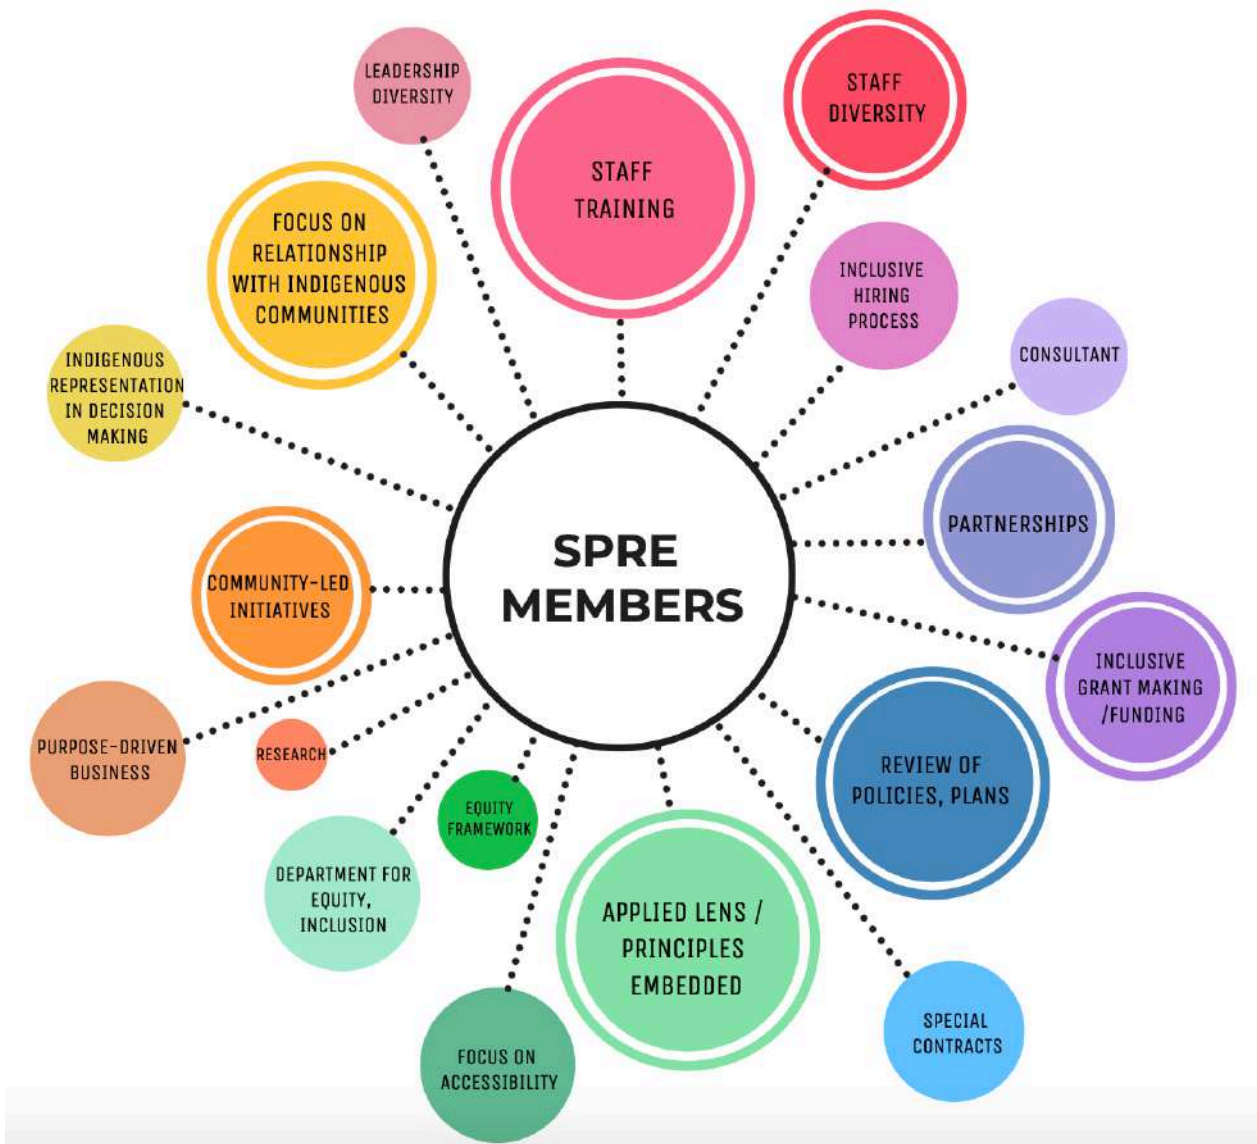 LEADERSHIP
DIVERSITY
STAFF
TRAINING
STAFF
DIVERSITY
FOCUS ON
RELATIONSHIP
WITH INDIGENOUS
COMMUNITIES
INCLUSIVE
HIRING
PROCESS
CONSULTANT
INDIGENOUS
REPRESENTATION
IN DECISION
MAKING
PARTNERSHIPS
SPRE
MEMBERS
COMMUNITY-LED
INITIATIVES
INCLUSIVE
GRANT MAKING
/FUNDING
PURPOSE-DRIVEN
BUSINESS
RESEARCH
REVIEW OF
POLICIES, PLANS
EQUITY
FRAMEWORK
DEPARTMENT FOR
EQUITY,
INCLUSION
APPLIED LENS /
PRINCIPLES
EMBEDDED
SPECIAL
CONTRACTS
FOCUS ON
ACCESSIBILITY